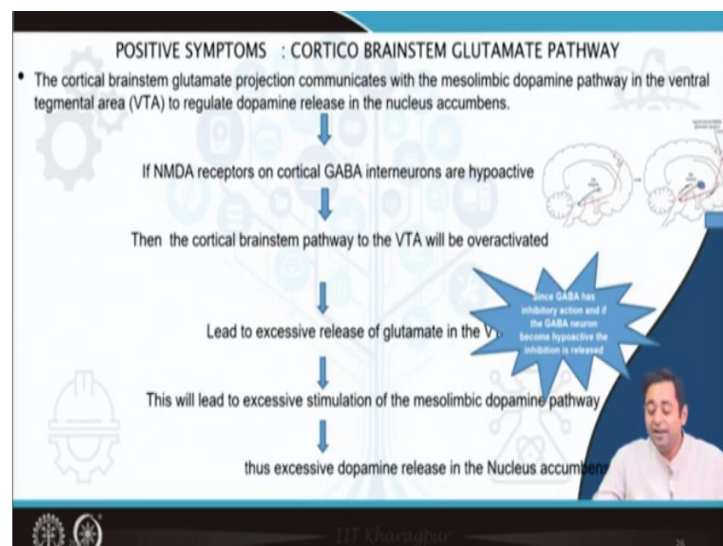 POSITIVE SYMPTOMS : CORTICO BRAINSTEM GLUTAMATE PATHWAY
• The cortical brainstem glutamate projection communicates with the mesolimbic dopamine pathway in the ventral
tegmental area (VTA) to regulate dopamine release in the nucleus accumbens.
If NMDA receptors on cortical GABA interneurons are hypoactive
Then the cortical brainstem pathway to the VTA will be overactivated
Since GABA has
inhibitory action and if
the GABA neuron
become hypoactive the
inhibition is released
Lead to excessive release of glutamate in the V
This will lead to excessive stimulation of the mesolimbic dopamine pathway
thus excessive dopamine release in the Nucleus accumbens
IIT Kharagpur